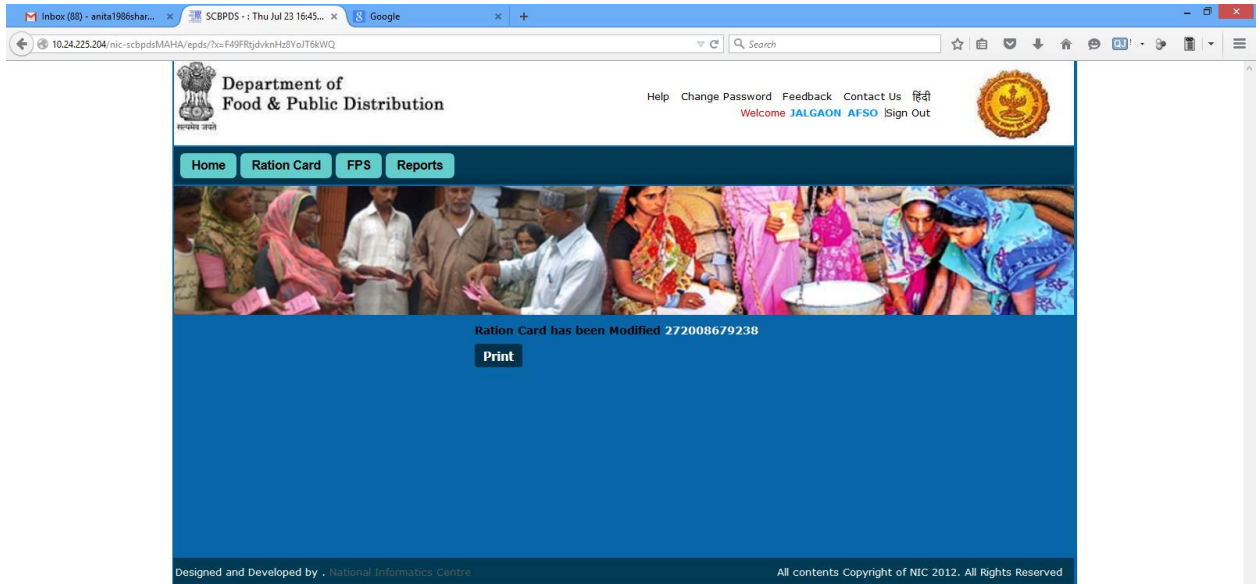 Inbox (88) - anita1986shar... × SCBPDS - : Thu Jul 23 16:45... × Google × +
10.24.225.204/nic-scbpdsMAHA/epds/?x=F49FRtjdvknHz8YoJT6kWQ Search
सत्यमेव जयते
Department of
Food & Public Distribution
Help Change Password Feedback Contact Us हिंदी
Welcome JALGAON AFSO |Sign Out
Home Ration Card FPS Reports
Ration Card has been Modified 272008679238
Print
Designed and Developed by . National Informatics Centre All contents Copyright of NIC 2012. All Rights Reserved